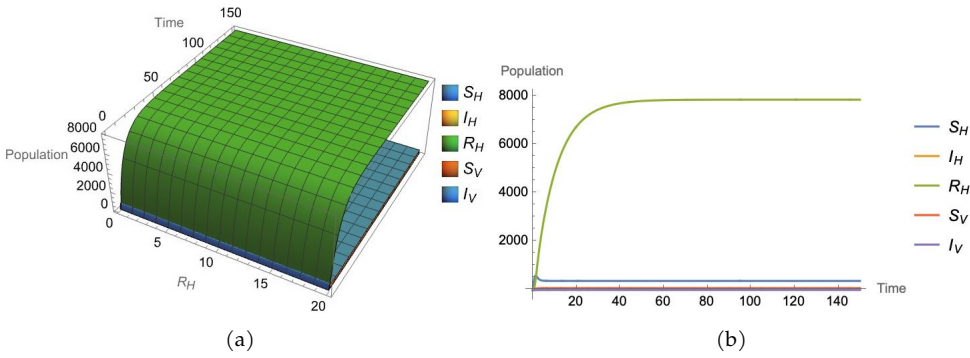 150
Time
100
50
0
8000
6000
Population
4000
2000
0
0
5
10
15
20
R_H
S_H
I_H
R_H
S_V
I_V
(a)
Population
8000
6000
4000
2000
20 40 60 80 100 120 140
Time
S_H
I_H
R_H
S_V
I_V
(b)